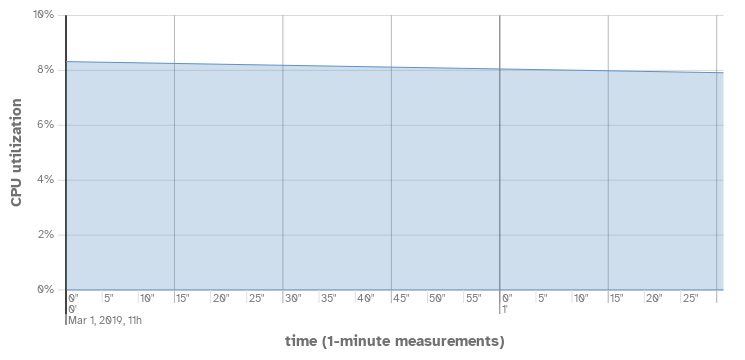 10%
8%
6%
4%
2%
0%
CPU utilization
0" 5" 10" 15" 20" 25" 30" 35" 40" 45" 50" 55" 0" 5" 10" 15" 20" 25"
0' 1'
Mar 1, 2019, 11h
time (1-minute measurements)